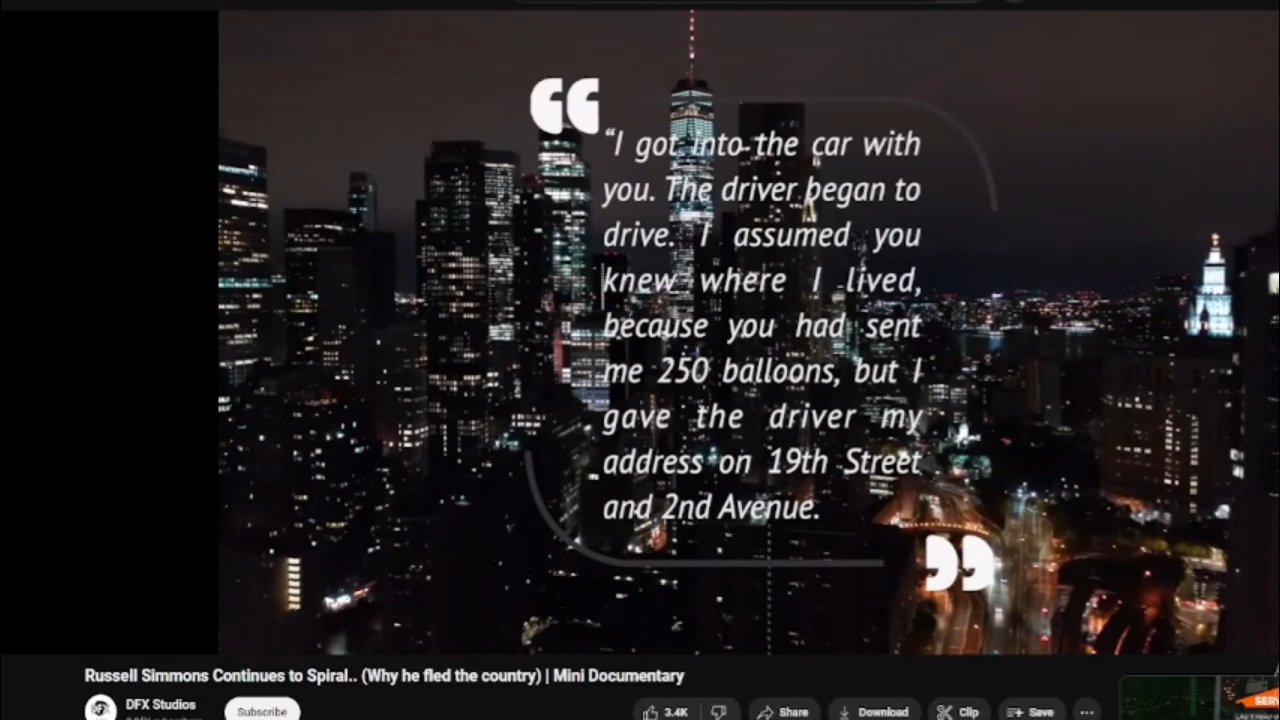 “I got into the car with
you. The driver began to
drive. I assumed you
knew where I lived,
because you had sent
me 250 balloons, but I
gave the driver my
address on 19th Street
and 2nd Avenue.
Russell Simmons Continues to Spiral.. (Why he fled the country) | Mini Documentary
DFX Studios
Subscribe
3.4K
Share
Download
Clip
Save